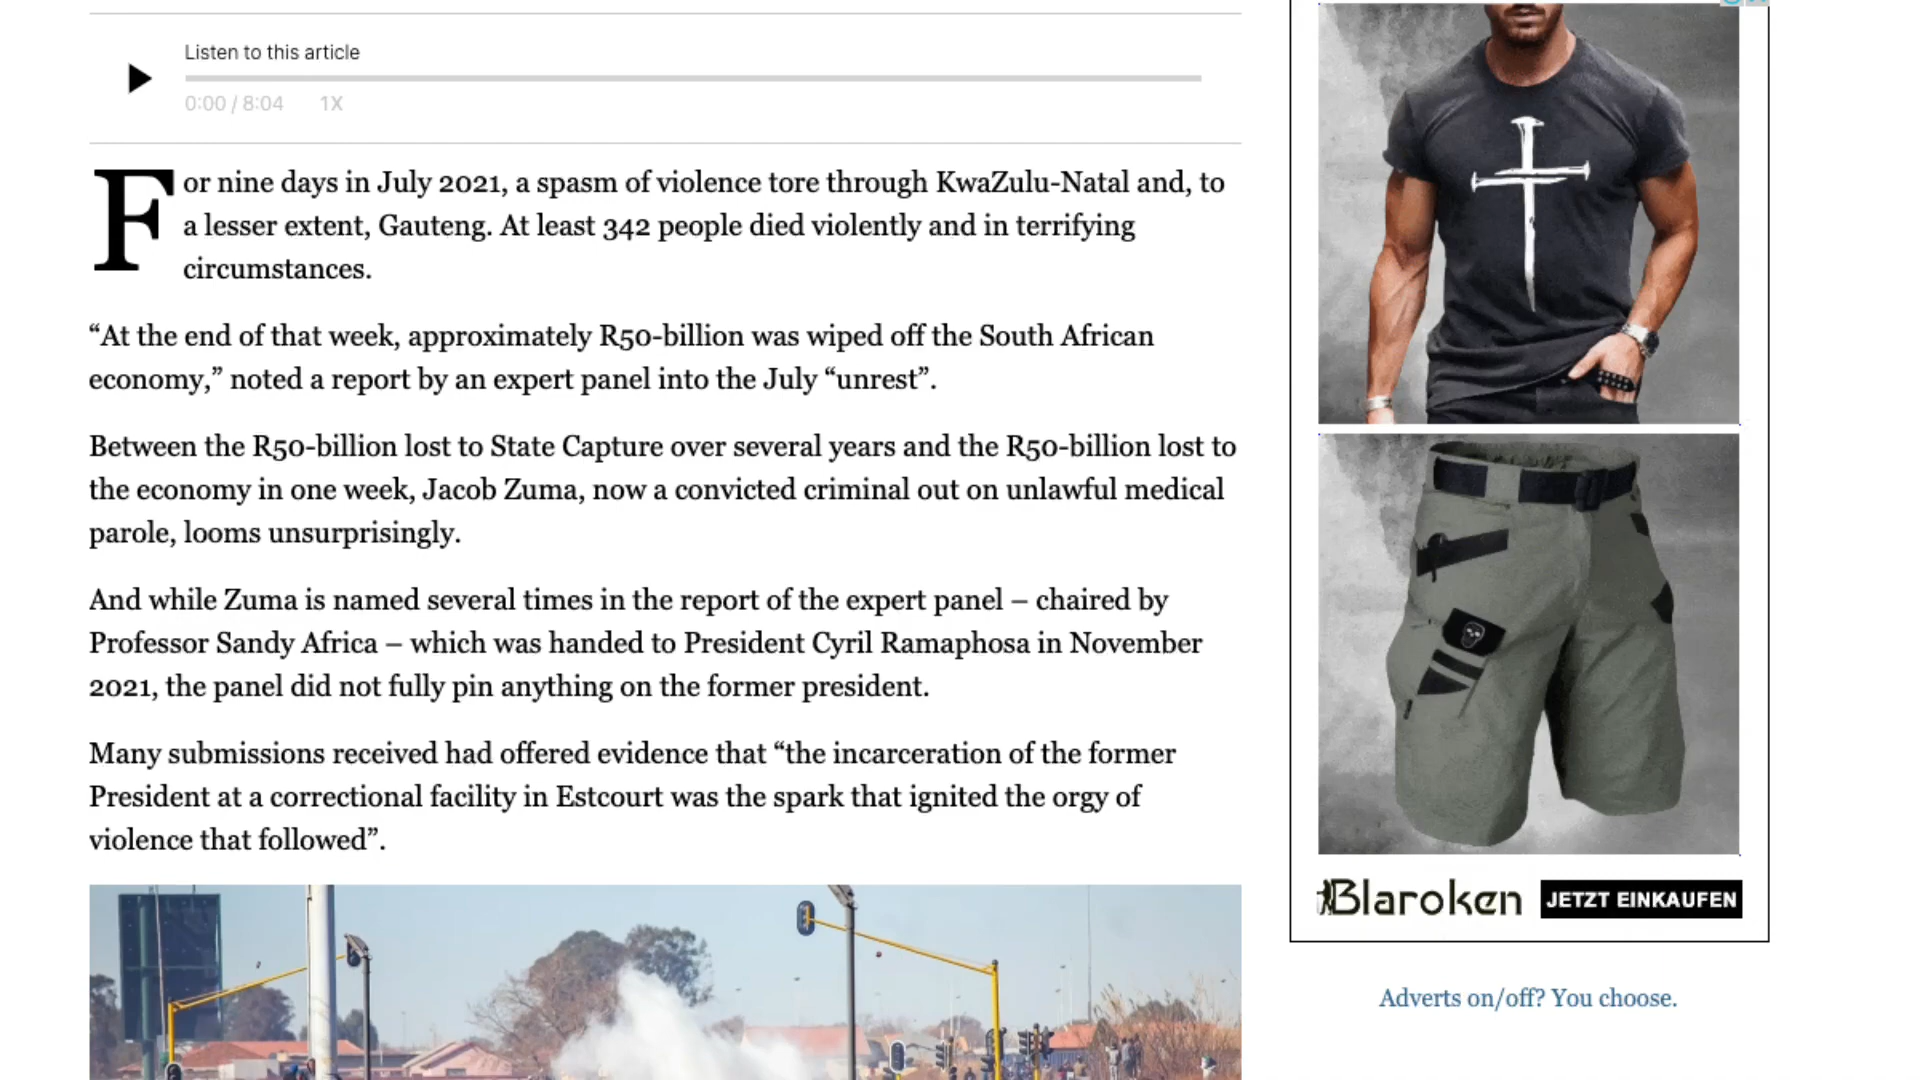 Listen to this article
0:00 / 8:04 1X
For nine days in July 2021, a spasm of violence tore through KwaZulu-Natal and, to
a lesser extent, Gauteng. At least 342 people died violently and in terrifying
circumstances.
“At the end of that week, approximately R50-billion was wiped off the South African
economy,” noted a report by an expert panel into the July “unrest”.
Between the R50-billion lost to State Capture over several years and the R50-billion lost to
the economy in one week, Jacob Zuma, now a convicted criminal out on unlawful medical
parole, looms unsurprisingly.
And while Zuma is named several times in the report of the expert panel – chaired by
Professor Sandy Africa – which was handed to President Cyril Ramaphosa in November
2021, the panel did not fully pin anything on the former president.
Many submissions received had offered evidence that “the incarceration of the former
President at a correctional facility in Estcourt was the spark that ignited the orgy of
violence that followed”.
Blaroken JETZT EINKAUFEN
Adverts on/off? You choose.